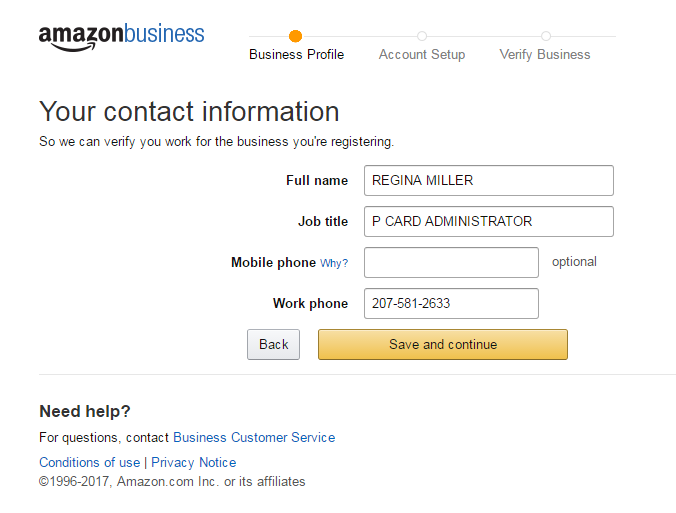 amazonbusiness
Business Profile Account Setup Verify Business
Your contact information
So we can verify you work for the business you're registering.
Full name REGINA MILLER
Job title P CARD ADMINISTRATOR
Mobile phone Why? optional
Work phone 207-581-2633
Back Save and continue
Need help?
For questions, contact Business Customer Service
Conditions of use | Privacy Notice
©1996-2017, Amazon.com Inc. or its affiliates